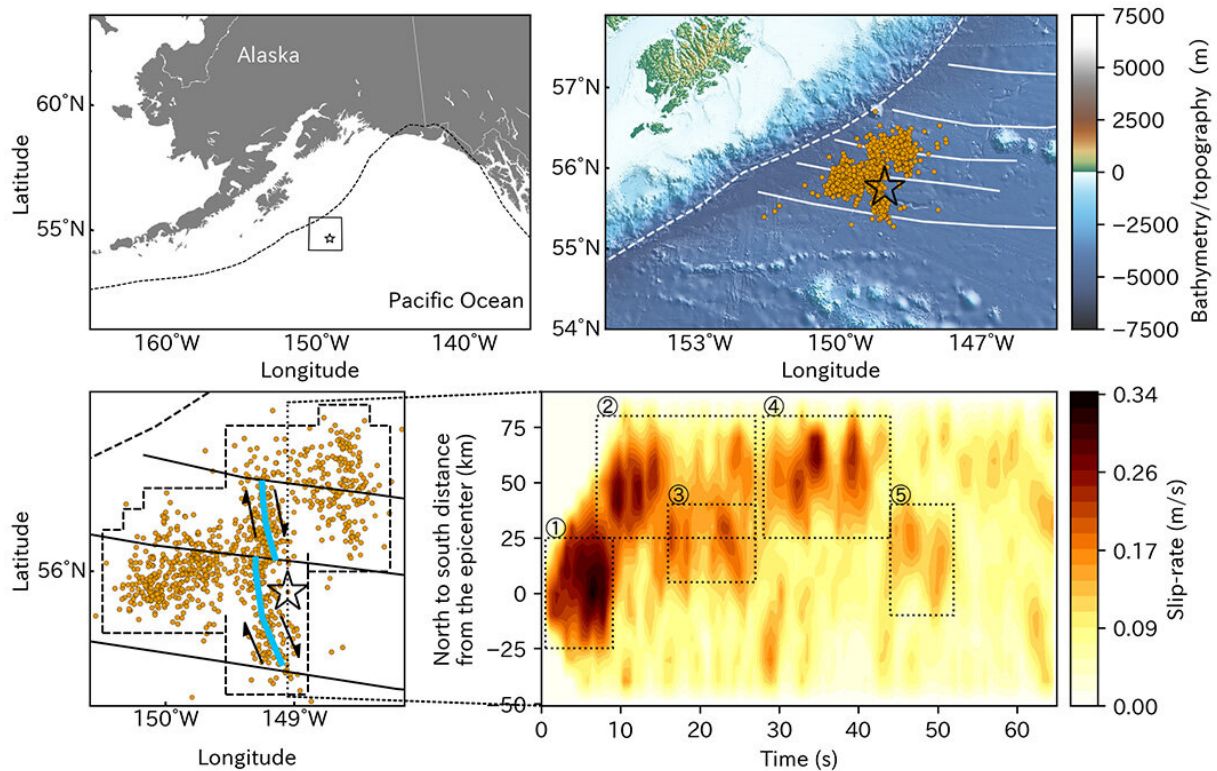 Alaska
60°N
55°N
Latitude
Pacific Ocean
160°W
150°W
140°W
Longitude
57°N
56°N
55°N
54°N
Latitude
153°W
150°W
147°W
Longitude
7500
5000
2500
0
−2500
−5000
−7500
Bathymetry/topography (m)
56°N
Latitude
150°W
149°W
Longitude
North to south distance
from the epicenter (km)
75
50
25
0
−25
−50
①
②
③
④
⑤
0
10
20
30
40
50
60
Time (s)
0.34
0.26
0.17
0.09
0.00
Slip-rate (m/s)